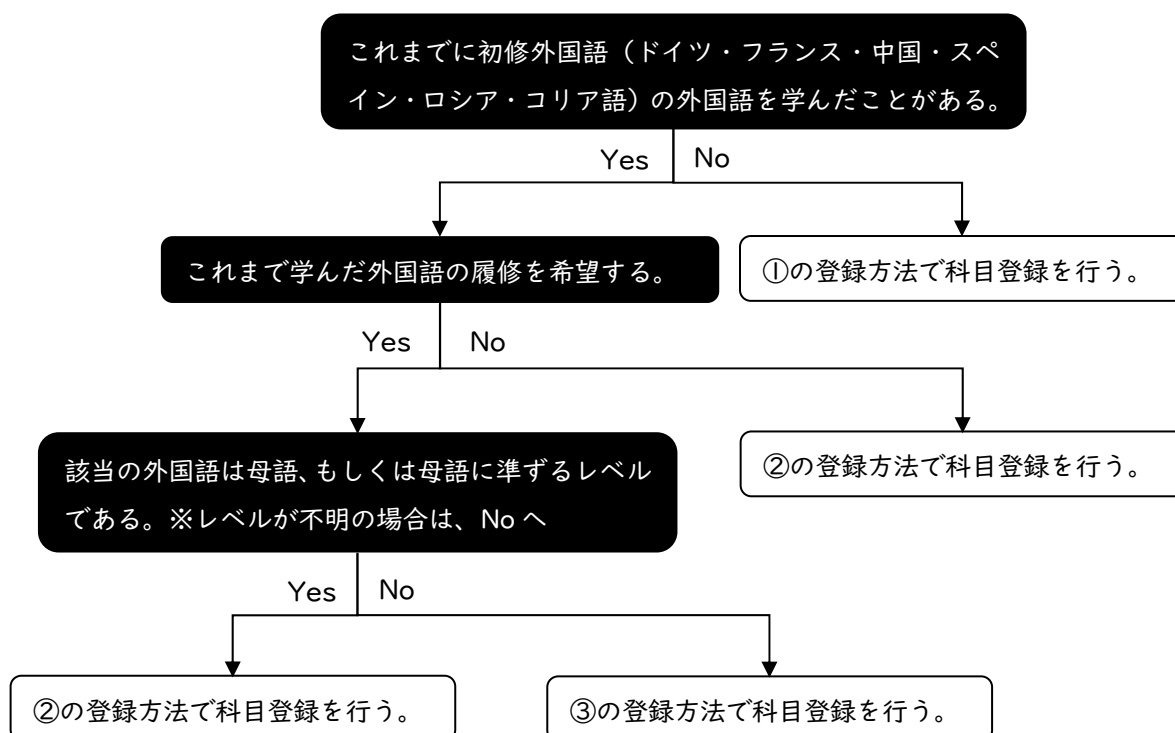 これまでに初修外国語（ドイツ・フランス・中国・スペ
イン・ロシア・コリア語）の外国語を学んだことがある。
Yes No
これまで学んだ外国語の履修を希望する。
①の登録方法で科目登録を行う。
Yes No
該当の外国語は母語、もしくは母語に準ずるレベル
である。※レベルが不明の場合は、No へ
②の登録方法で科目登録を行う。
Yes No
②の登録方法で科目登録を行う。
③の登録方法で科目登録を行う。